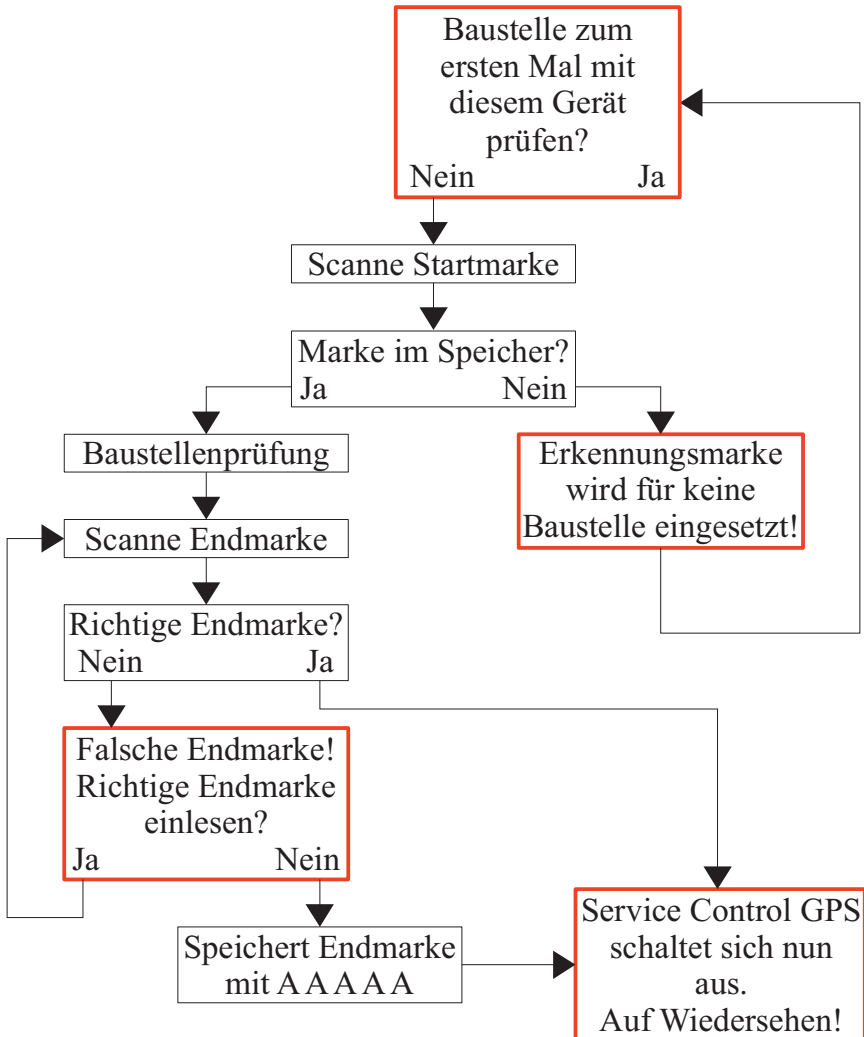 Baustelle zum
ersten Mal mit
diesem Gerät
prüfen?
Nein Ja
Scanne Startmarke
Marke im Speicher?
Ja Nein
Baustellenprüfung
Erkennungsmarke
wird für keine
Baustelle eingesetzt!
Scanne Endmarke
Richtige Endmarke?
Nein Ja
Falsche Endmarke!
Richtige Endmarke
einlesen?
Ja Nein
Speichert Endmarke
mit A A A A A
Service Control GPS
schaltet sich nun
aus.
Auf Wiedersehen!